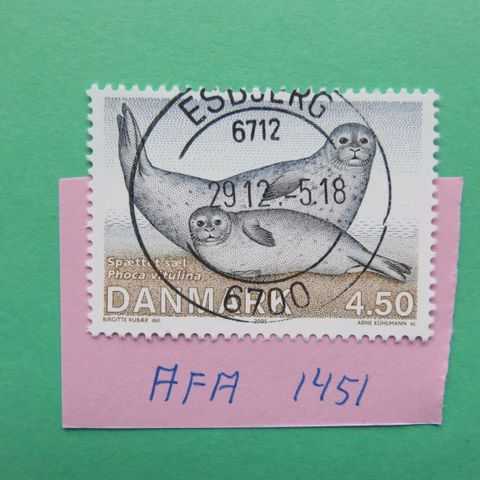 ESBJERG
6712
29.12.-5.18
6700
Spættet sæl
Phoca vitulina
DANMARK 4.50
BIRGITTE RUBÆK del. 2005 ARNE KÜHLMANN sc.
AFA 1451